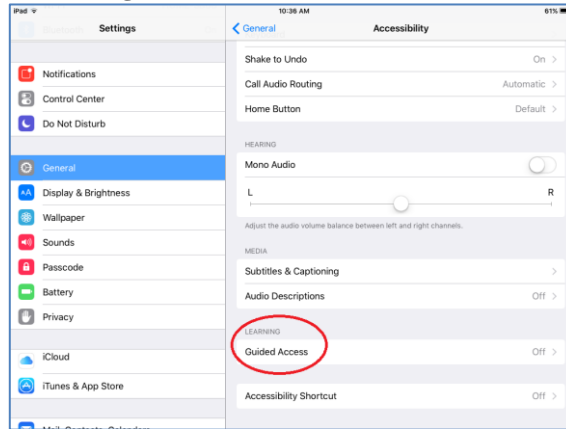 iPad 10:36 AM 61%
Settings
General Accessibility
Shake to Undo On
Notifications
Call Audio Routing Automatic
Control Center
Home Button Default
Do Not Disturb
HEARING
General
Mono Audio
Display & Brightness
L R
Wallpaper
Adjust the audio volume balance between left and right channels.
Sounds
MEDIA
Passcode
Subtitles & Captioning
Battery
Audio Descriptions Off
Privacy
LEARNING
iCloud
Guided Access Off
iTunes & App Store
Accessibility Shortcut Off
Mail, Contacts, Calendars